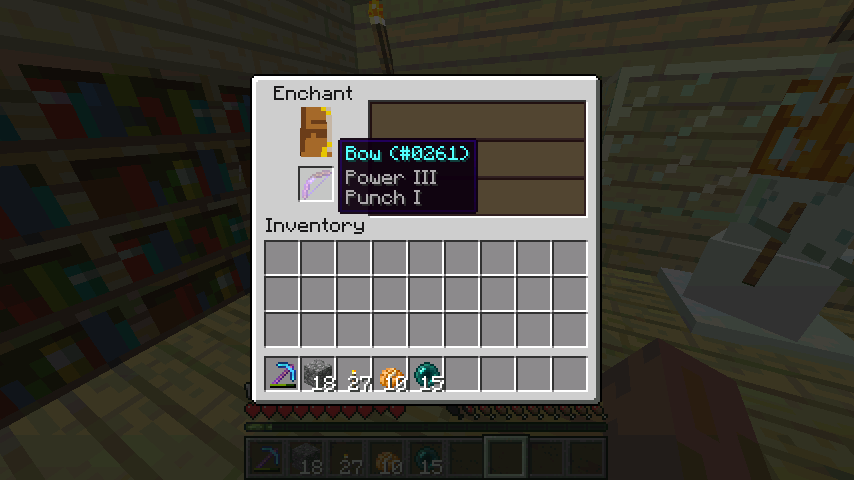 Enchant
Bow (#0261)
Power III
Punch I
Inventory
18 27 10 15
18 27 10 15